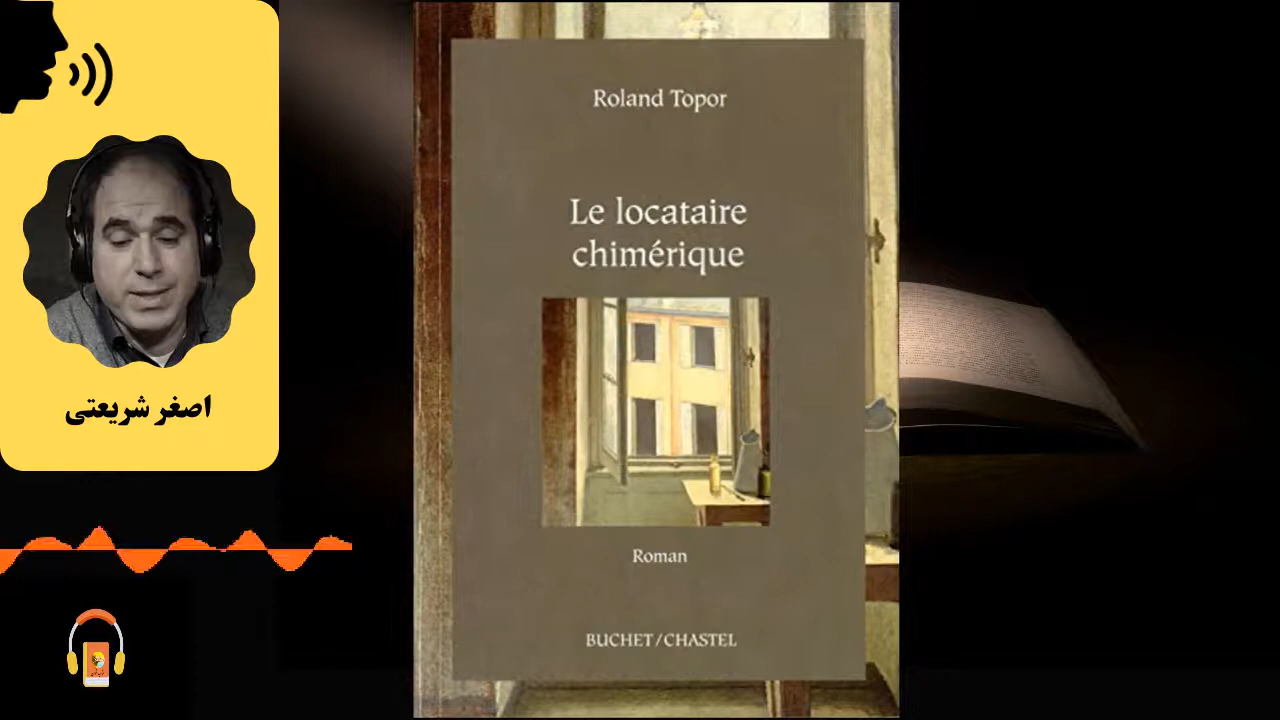 اصغر شریعتی
Roland Topor
Le locataire
chimérique
Roman
BUCHET/CHASTEL